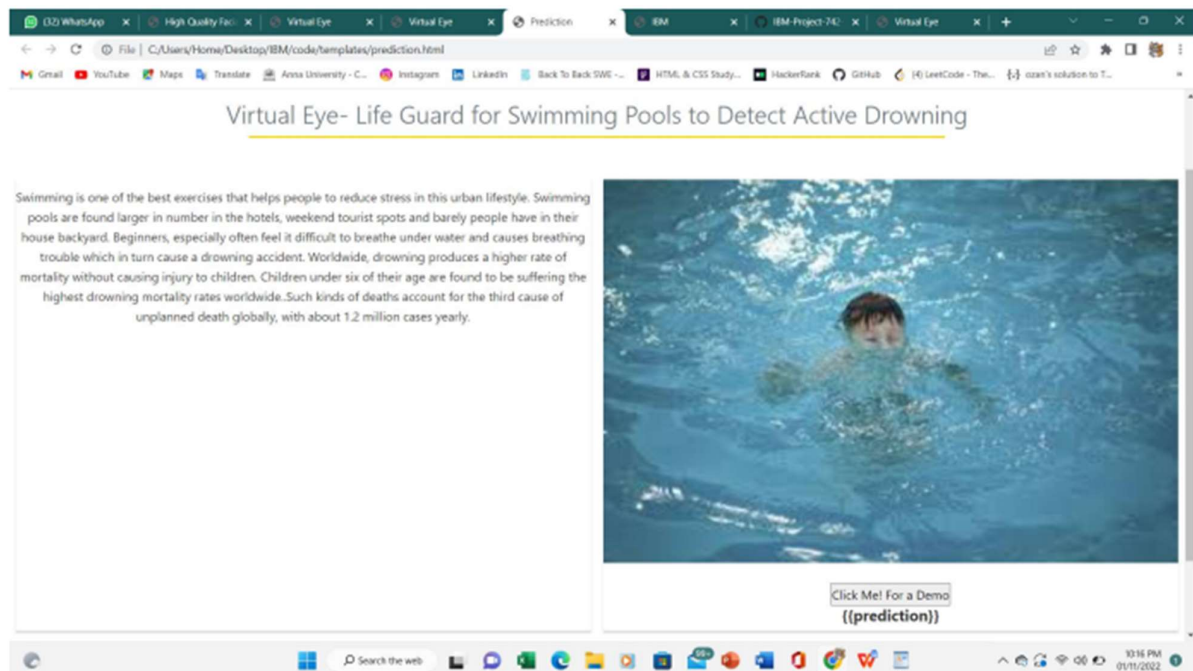 (32) WhatsApp
High Quality Faci
Virtual Eye
Virtual Eye
Prediction
IBM
IBM-Project-742
Virtual Eye
File | C:/Users/Home/Desktop/IBM/code/templates/prediction.html
Gmail
YouTube
Maps
Translate
Anna University - C...
Instagram
LinkedIn
Back To Back SWE -...
HTML & CSS Study...
HackerRank
GitHub
(4) LeetCode - The...
ozan's solution to T...
Virtual Eye- Life Guard for Swimming Pools to Detect Active Drowning
Swimming is one of the best exercises that helps people to reduce stress in this urban lifestyle. Swimming
pools are found larger in number in the hotels, weekend tourist spots and barely people have in their
house backyard. Beginners, especially often feel it difficult to breathe under water and causes breathing
trouble which in turn cause a drowning accident. Worldwide, drowning produces a higher rate of
mortality without causing injury to children. Children under six of their age are found to be suffering the
highest drowning mortality rates worldwide..Such kinds of deaths account for the third cause of
unplanned death globally, with about 1.2 million cases yearly.
Click Me! For a Demo
{{prediction}}
Search the web
99+
10:16 PM
01/11/2022